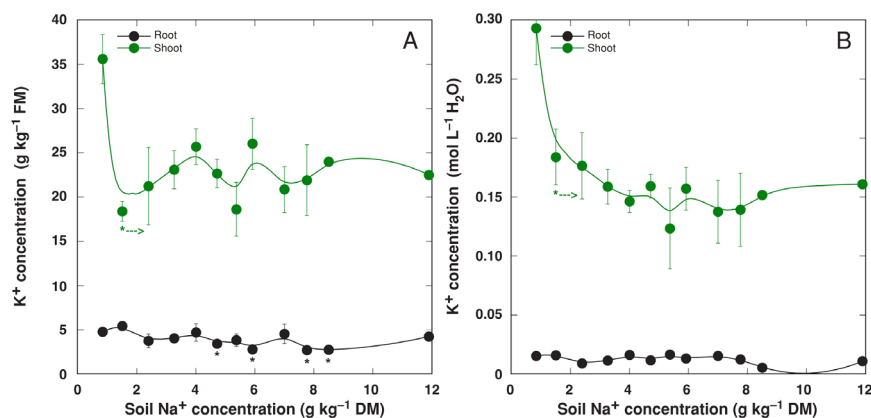 A
Root
Shoot
K+ concentration (g kg−1 FM)
40
35
30
25
20
15
10
5
0
*--->
* * * *
0 2 4 6 8 10 12
Soil Na+ concentration (g kg−1 DM)
B
Root
Shoot
K+ concentration (mol L−1 H2O)
0.30
0.25
0.20
0.15
0.10
0.05
0
*--->
0 2 4 6 8 10 12
Soil Na+ concentration (g kg−1 DM)